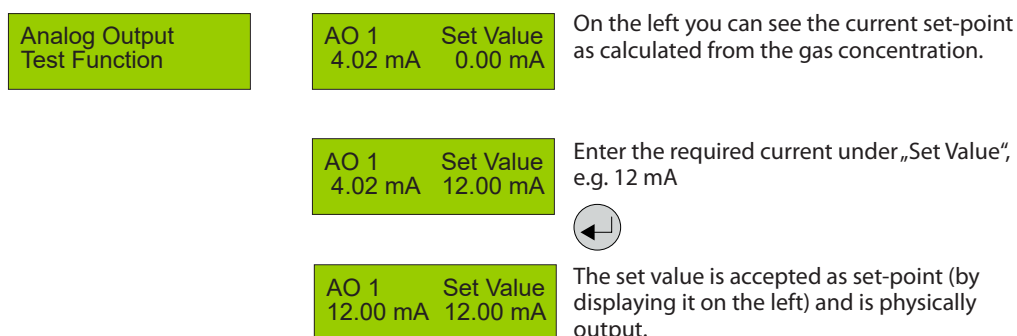 Analog Output
Test Function
AO 1 Set Value
4.02 mA 0.00 mA
On the left you can see the current set-point
as calculated from the gas concentration.
AO 1 Set Value
4.02 mA 12.00 mA
Enter the required current under „Set Value“,
e.g. 12 mA
AO 1 Set Value
12.00 mA 12.00 mA
The set value is accepted as set-point (by
displaying it on the left) and is physically
output.